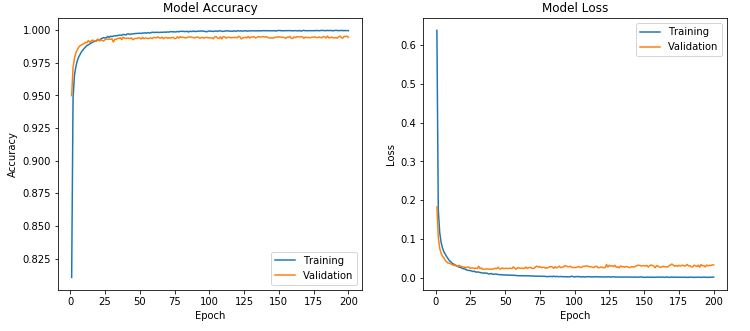 Model Accuracy
1.000
0.975
0.950
0.925
0.900
0.875
0.850
0.825
Accuracy
0 25 50 75 100 125 150 175 200
Epoch
Training
Validation
Model Loss
0.6
0.5
0.4
0.3
0.2
0.1
0.0
Loss
0 25 50 75 100 125 150 175 200
Epoch
Training
Validation